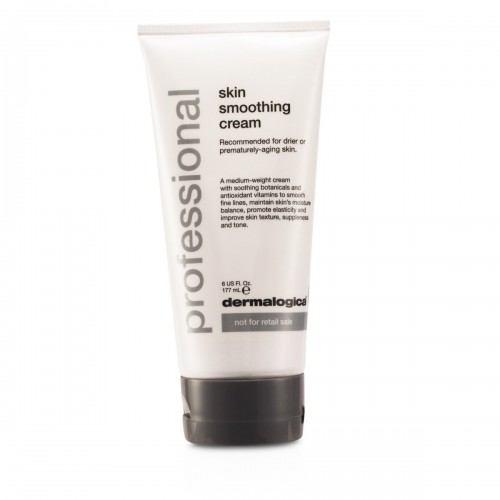 professional
skin
smoothing
cream
Recommended for drier or
prematurely-aging skin.
A medium-weight cream
with soothing botanicals and
antioxidant vitamins to smooth
fine lines, maintain skin's moisture
balance, promote elasticity and
improve skin texture, suppleness
and tone.
6 US Fl. Oz.
177 mL ℮
dermalogica
not for retail sale